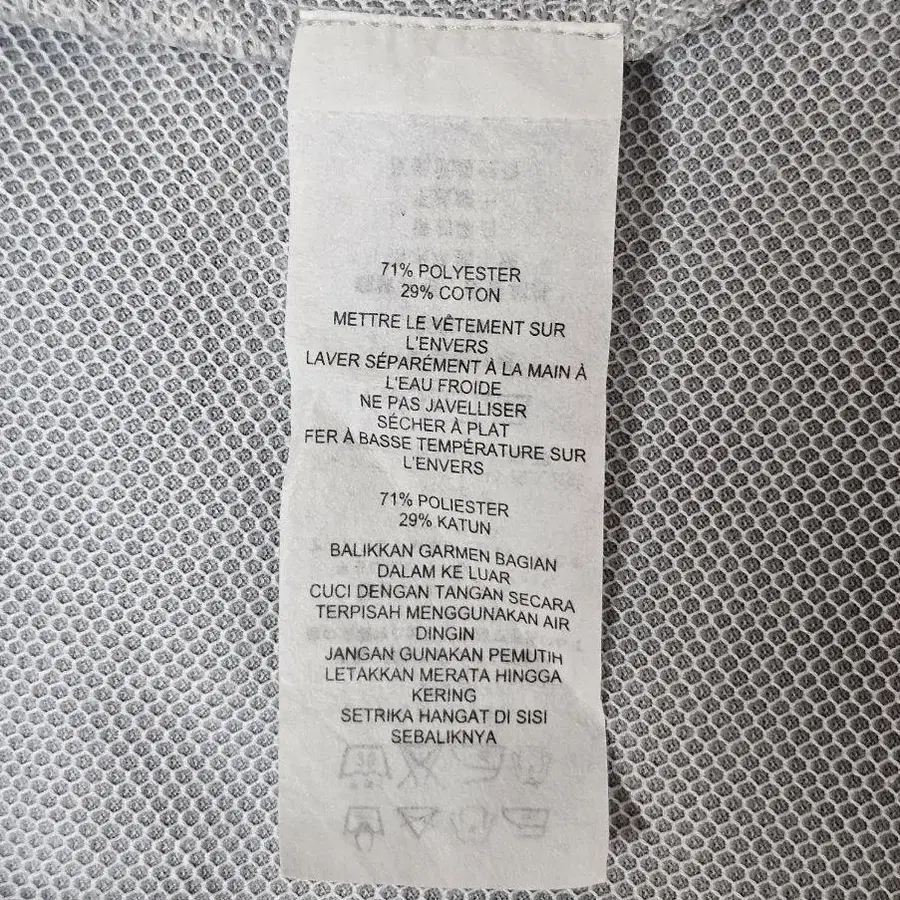 71% POLYESTER
29% COTON
METTRE LE VÊTEMENT SUR
L'ENVERS
LAVER SÉPARÉMENT À LA MAIN À
L'EAU FROIDE
NE PAS JAVELLISER
SÉCHER À PLAT
FER À BASSE TEMPÉRATURE SUR
L'ENVERS
71% POLIESTER
29% KATUN
BALIKKAN GARMEN BAGIAN
DALAM KE LUAR
CUCI DENGAN TANGAN SECARA
TERPISAH MENGGUNAKAN AIR
DINGIN
JANGAN GUNAKAN PEMUTIH
LETAKKAN MERATA HINGGA
KERING
SETRIKA HANGAT DI SISI
SEBALIKNYA